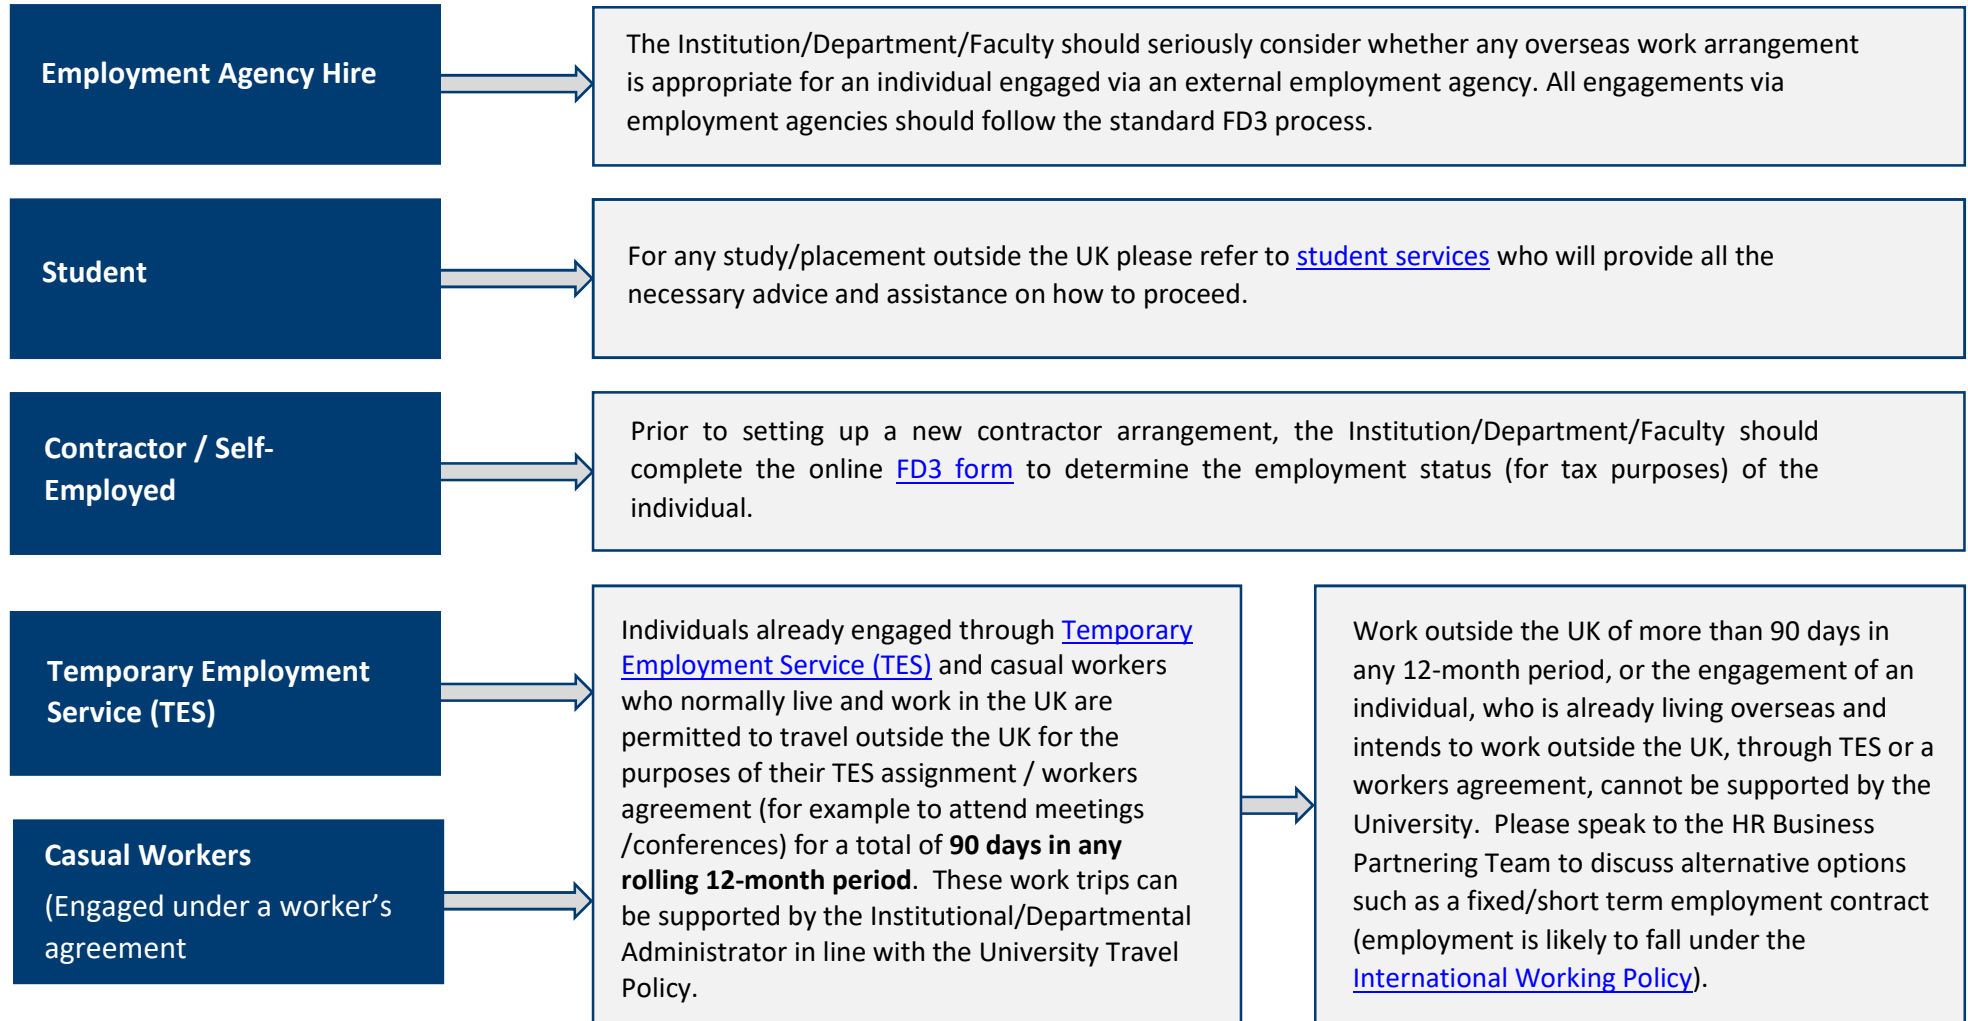 Employment Agency Hire
The Institution/Department/Faculty should seriously consider whether any overseas work arrangement
is appropriate for an individual engaged via an external employment agency. All engagements via
employment agencies should follow the standard FD3 process.
Student
For any study/placement outside the UK please refer to student services who will provide all the
necessary advice and assistance on how to proceed.
Contractor / Self-
Employed
Prior to setting up a new contractor arrangement, the Institution/Department/Faculty should
complete the online FD3 form to determine the employment status (for tax purposes) of the
individual.
Temporary Employment
Service (TES)
Casual Workers
(Engaged under a worker's
agreement
Individuals already engaged through Temporary
Employment Service (TES) and casual workers
who normally live and work in the UK are
permitted to travel outside the UK for the
purposes of their TES assignment / workers
agreement (for example to attend meetings
/conferences) for a total of 90 days in any
rolling 12-month period.  These work trips can
be supported by the Institutional/Departmental
Administrator in line with the University Travel
Policy.
Work outside the UK of more than 90 days in
any 12-month period, or the engagement of an
individual, who is already living overseas and
intends to work outside the UK, through TES or a
workers agreement, cannot be supported by the
University.  Please speak to the HR Business
Partnering Team to discuss alternative options
such as a fixed/short term employment contract
(employment is likely to fall under the
International Working Policy).